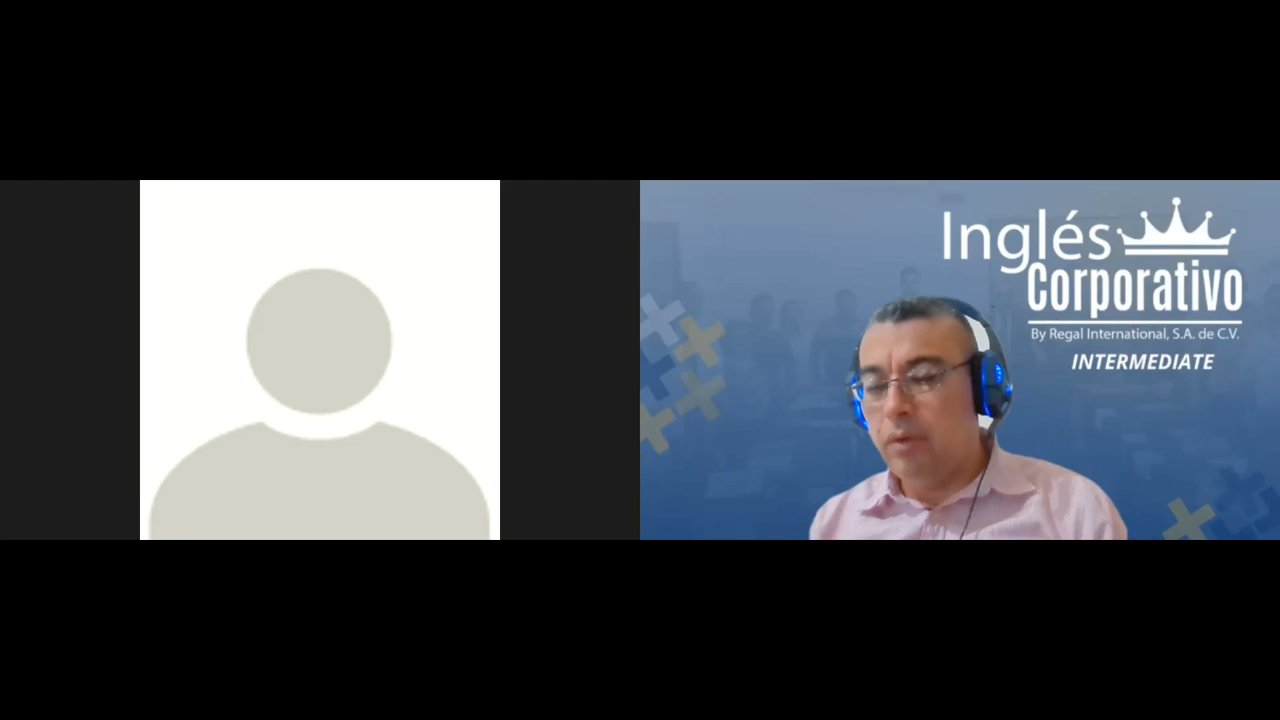 Inglés
Corporativo
By Regal International, S.A. de C.V.
INTERMEDIATE